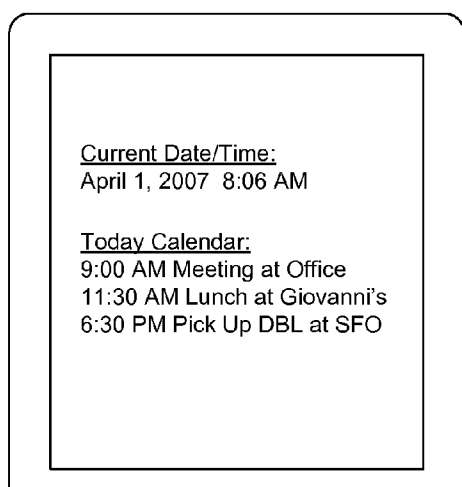 Current Date/Time:
April 1, 2007  8:06 AM
Today Calendar:
9:00 AM Meeting at Office
11:30 AM Lunch at Giovanni's
6:30 PM Pick Up DBL at SFO